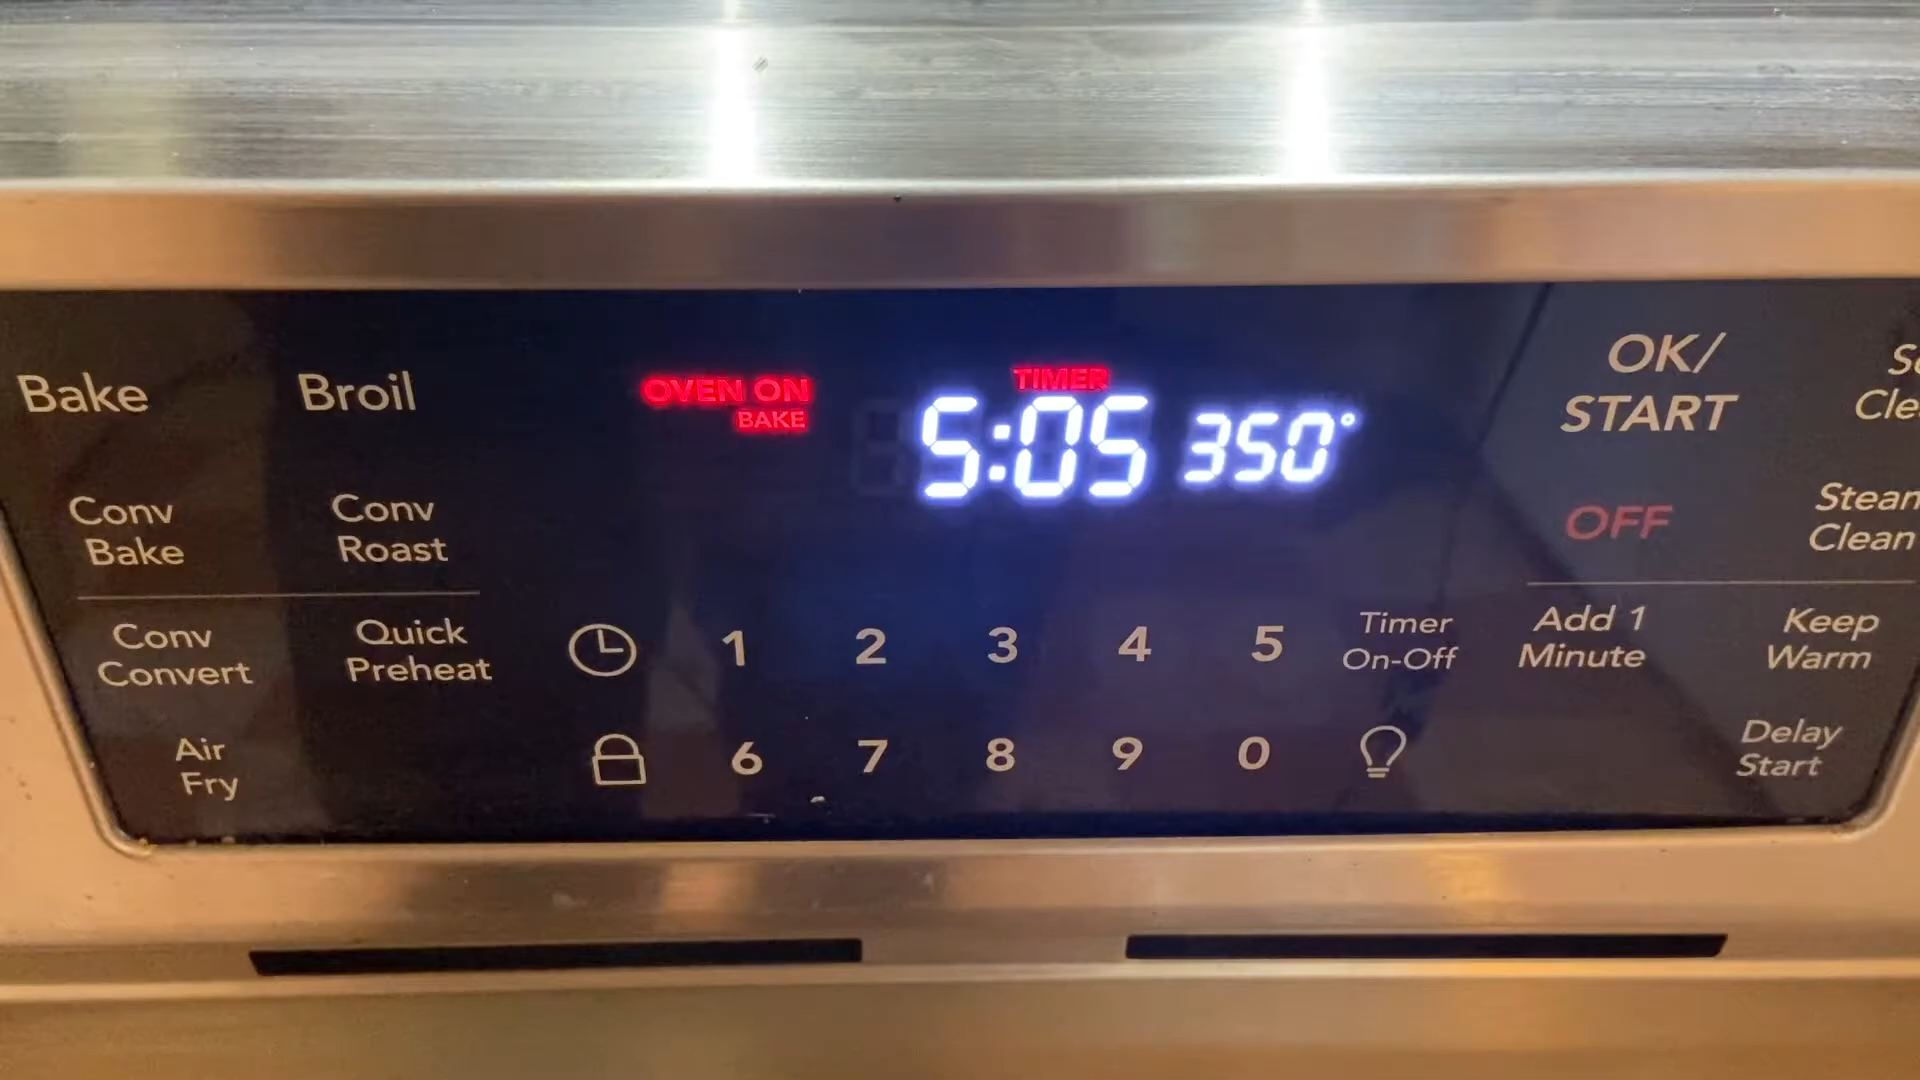 Bake
Broil
OVEN ON
BAKE
TIMER
5:05 350°
OK/
START
Conv
Bake
Conv
Roast
OFF
Steam
Clean
Conv
Convert
Quick
Preheat
1 2 3 4 5
Timer
On-Off
Add 1
Minute
Keep
Warm
Air
Fry
6 7 8 9 0
Delay
Start